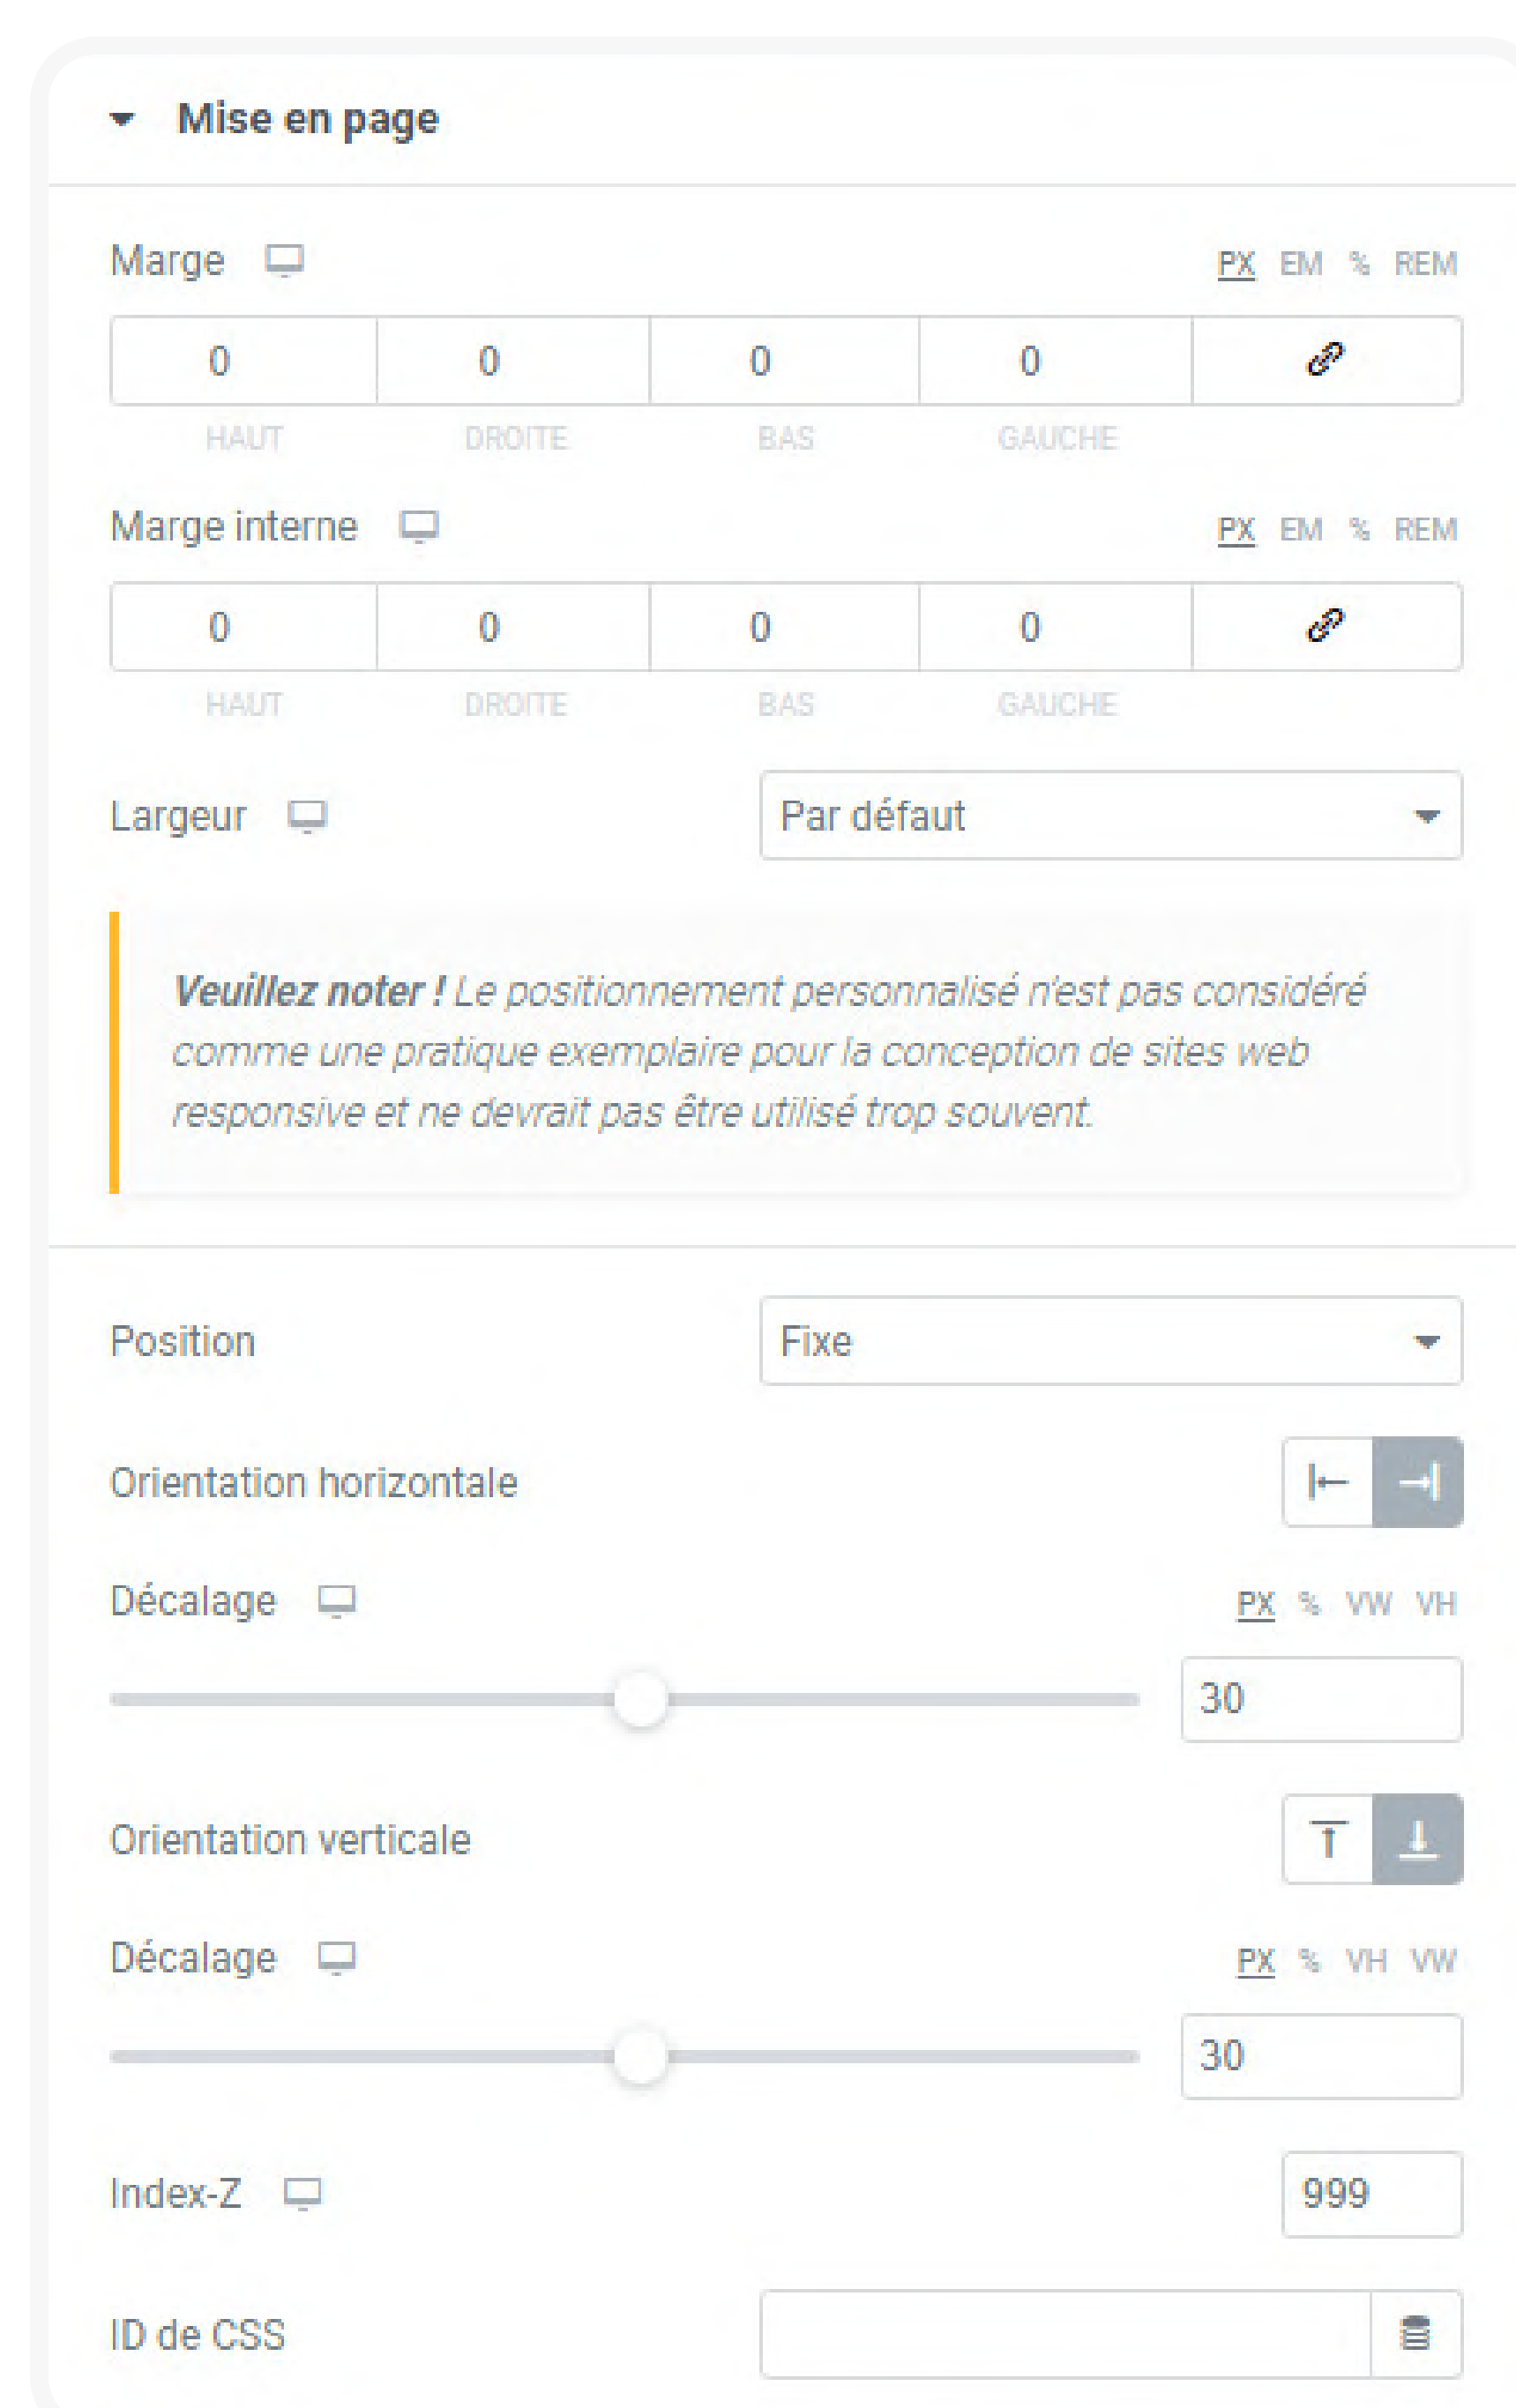 Mise en page
Marge PX EM % REM
0 0 0 0
HAUT DROITE BAS GAUCHE
Marge interne PX EM % REM
0 0 0 0
HAUT DROITE BAS GAUCHE
Largeur Par défaut
Veuillez noter ! Le positionnement personnalisé n'est pas considéré
comme une pratique exemplaire pour la conception de sites web
responsive et ne devrait pas être utilisé trop souvent.
Position Fixe
Orientation horizontale
Décalage PX % VW VH
30
Orientation verticale
Décalage PX % VH VW
30
Index-Z 999
ID de CSS